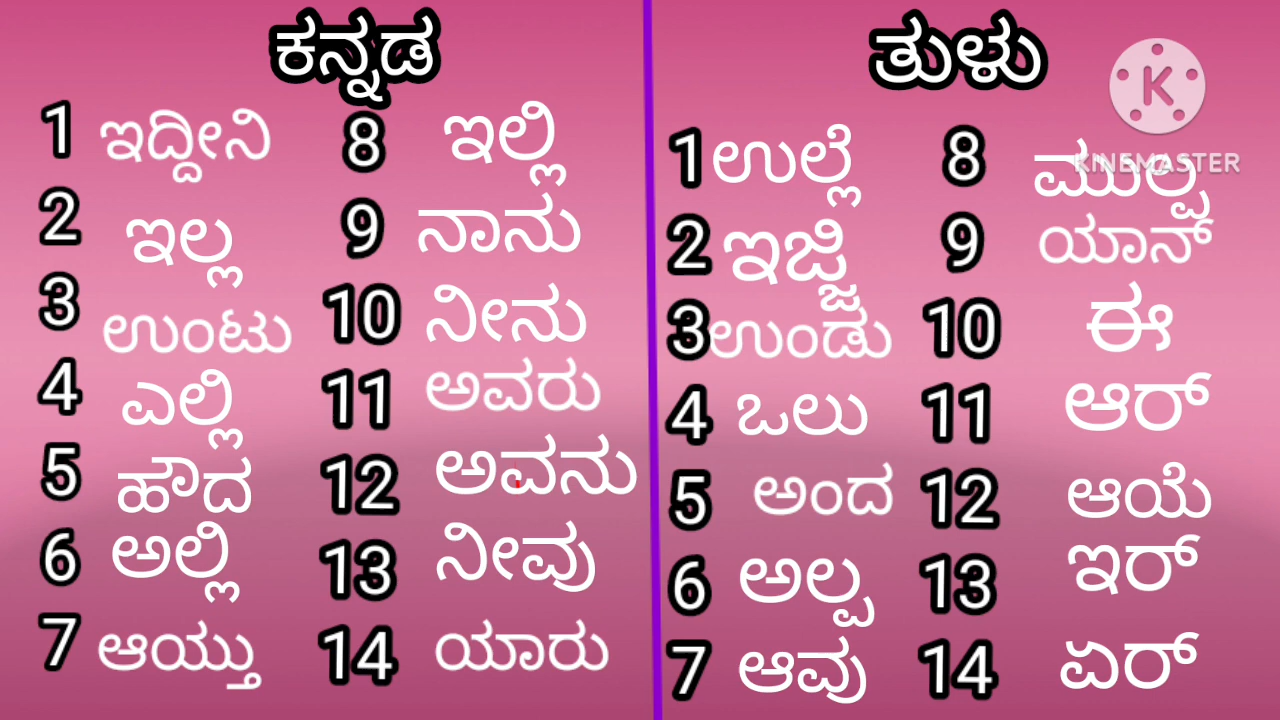 ಕನ್ನಡ
1 ಇದ್ದೀನಿ
2 ಇಲ್ಲ
3 ಉಂಟು
4 ಎಲ್ಲಿ
5 ಹೌದ
6 ಅಲ್ಲಿ
7 ಆಯ್ತು
8 ಇಲ್ಲಿ
9 ನಾನು
10 ನೀನು
11 ಅವರು
12 ಅವನು
13 ನೀವು
14 ಯಾರು
ತುಳು
1 ಉಲ್ಲೆ
2 ಇಜ್ಜಿ
3 ಉಂಡು
4 ಒಲು
5 ಅಂದ
6 ಅಲ್ಪ
7 ಆವು
8 ಮುಲ್ಪ
9 ಯಾನ್
10 ಈ
11 ಆರ್
12 ಆಯೆ
13 ಇರ್
14 ಏರ್
K
KINEMASTER